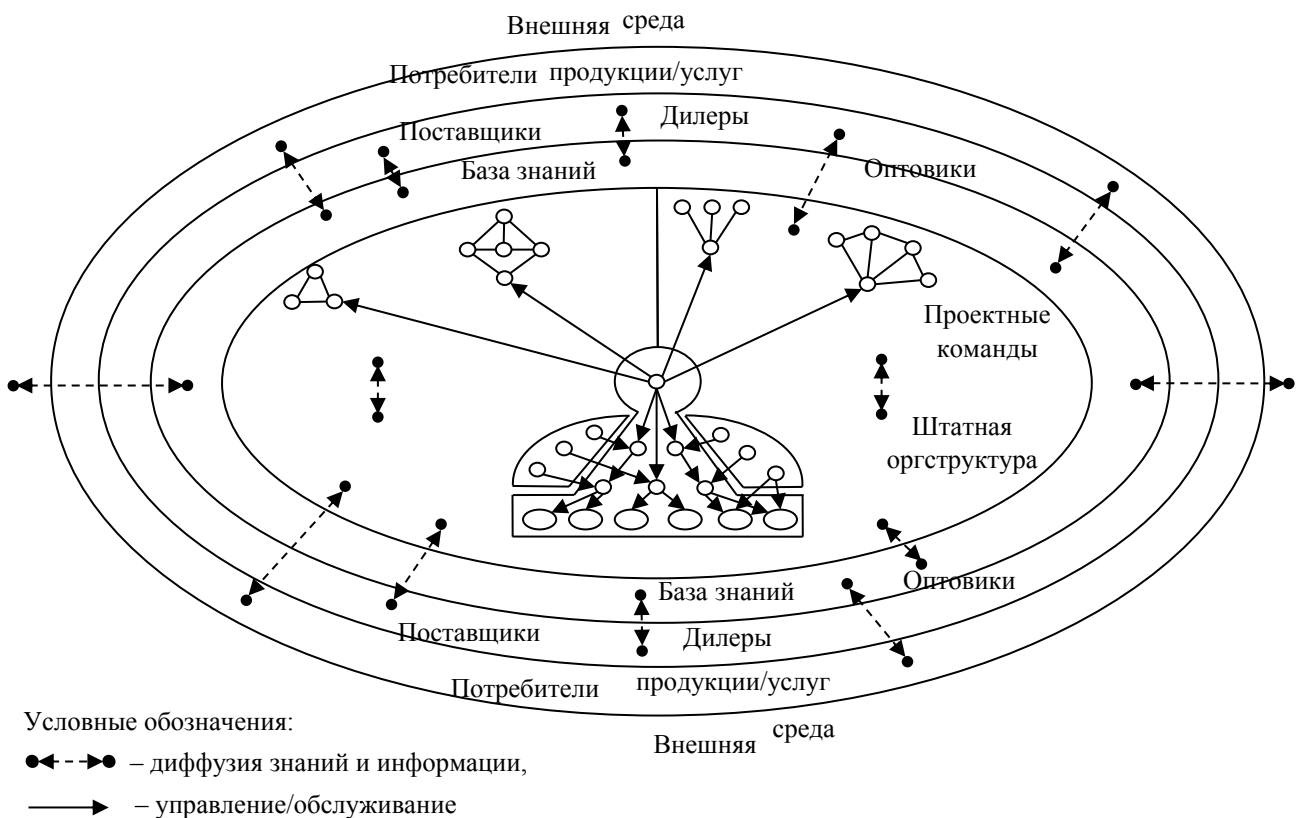 Внешняя среда
Потребители продукции/услуг
Дилеры
Поставщики
База знаний
Оптовики
Проектные
команды
Штатная
оргструктура
База знаний
Оптовики
Поставщики
Дилеры
Потребители продукции/услуг
Внешняя среда
Условные обозначения:
– диффузия знаний и информации,
– управление/обслуживание